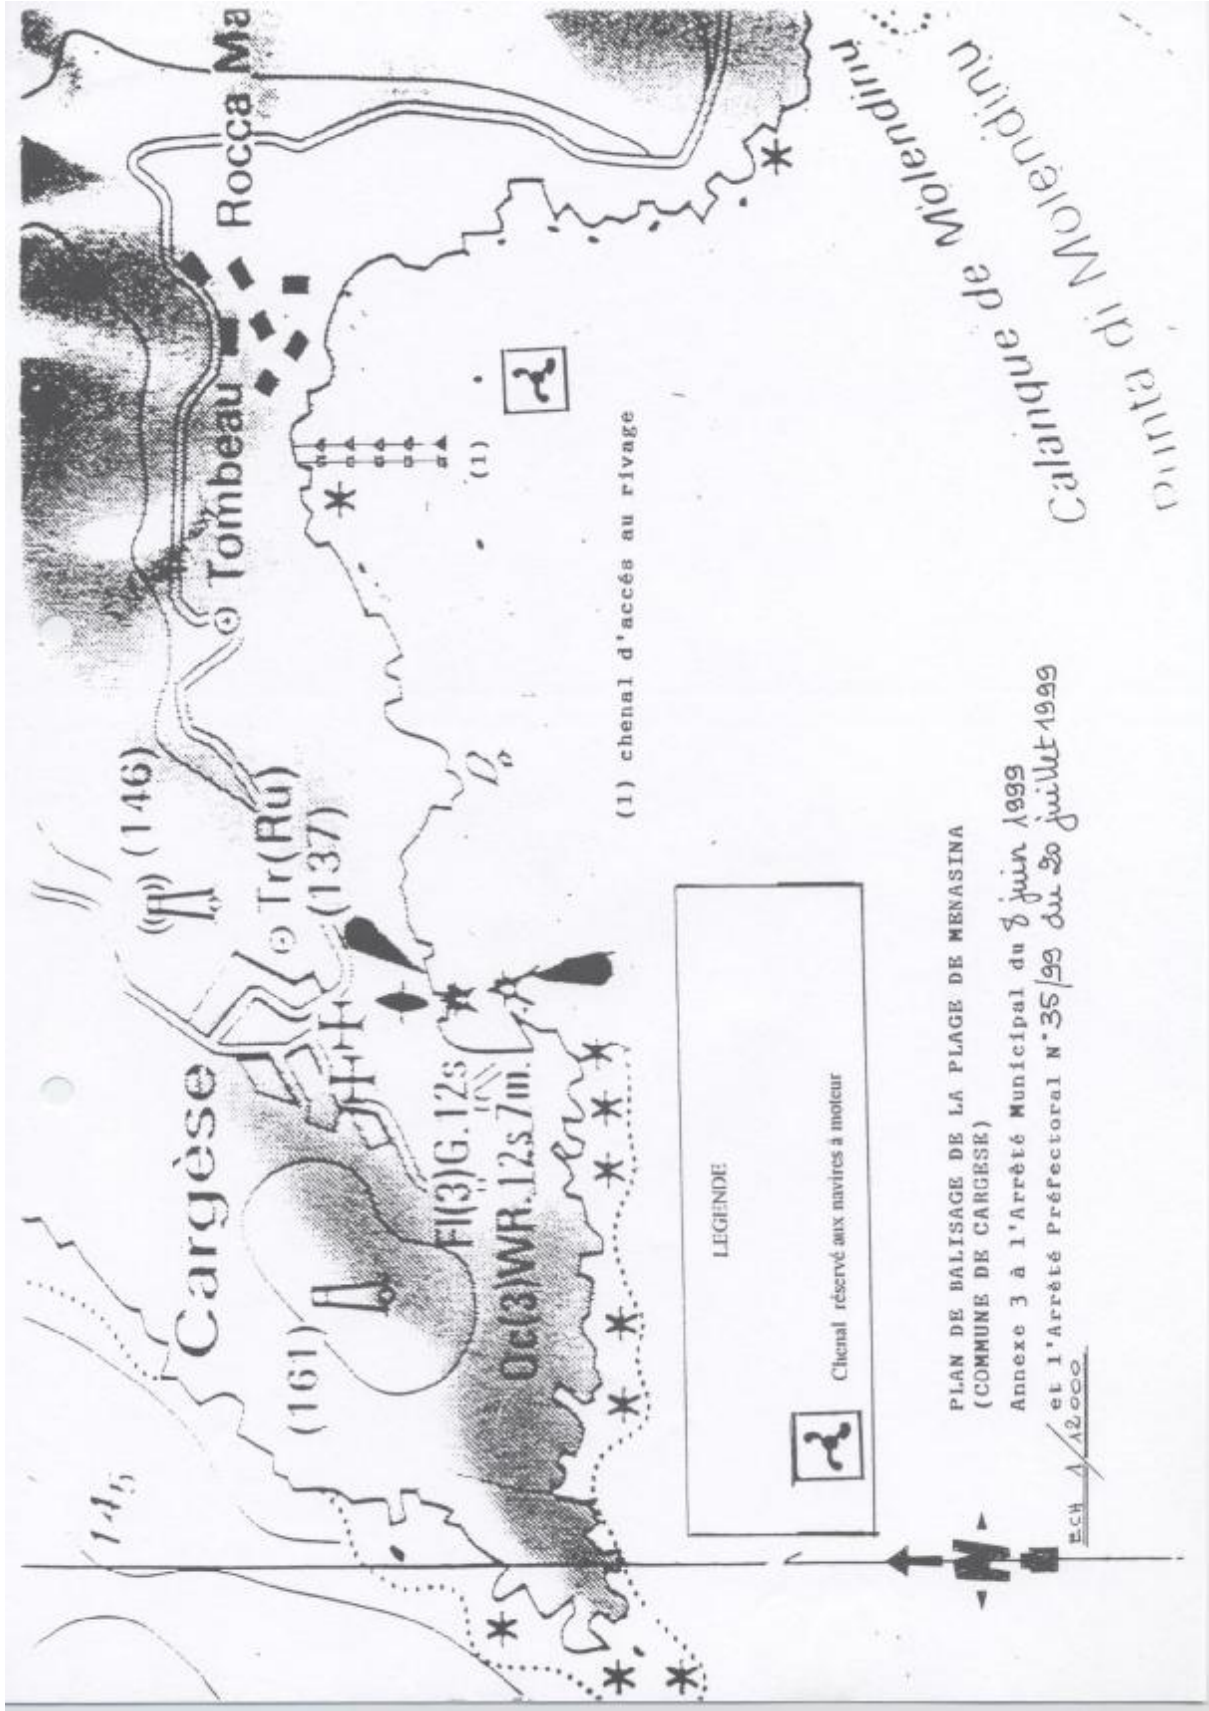 Rocca Ma
Tombeau
(146)
Tr(Ru)
(137)
Cargèse
(161)
14₅
Fl(3)G.12s
Oc(3)WR.12s7m.
Calanque de Molendinu
Punta di Molendinu
(1)
(1) chenal d'accés au rivage
LEGENDE
Chenal réservé aux navires à moteur
PLAN DE BALISAGE DE LA PLAGE DE MENASINA
(COMMUNE DE CARGESE)
Annexe 3 à l'Arrêté Municipal du 8 juin 1999
et l'Arrêté Préfectoral N° 35/99 du 20 juillet 1999
ECH 1/12000
N